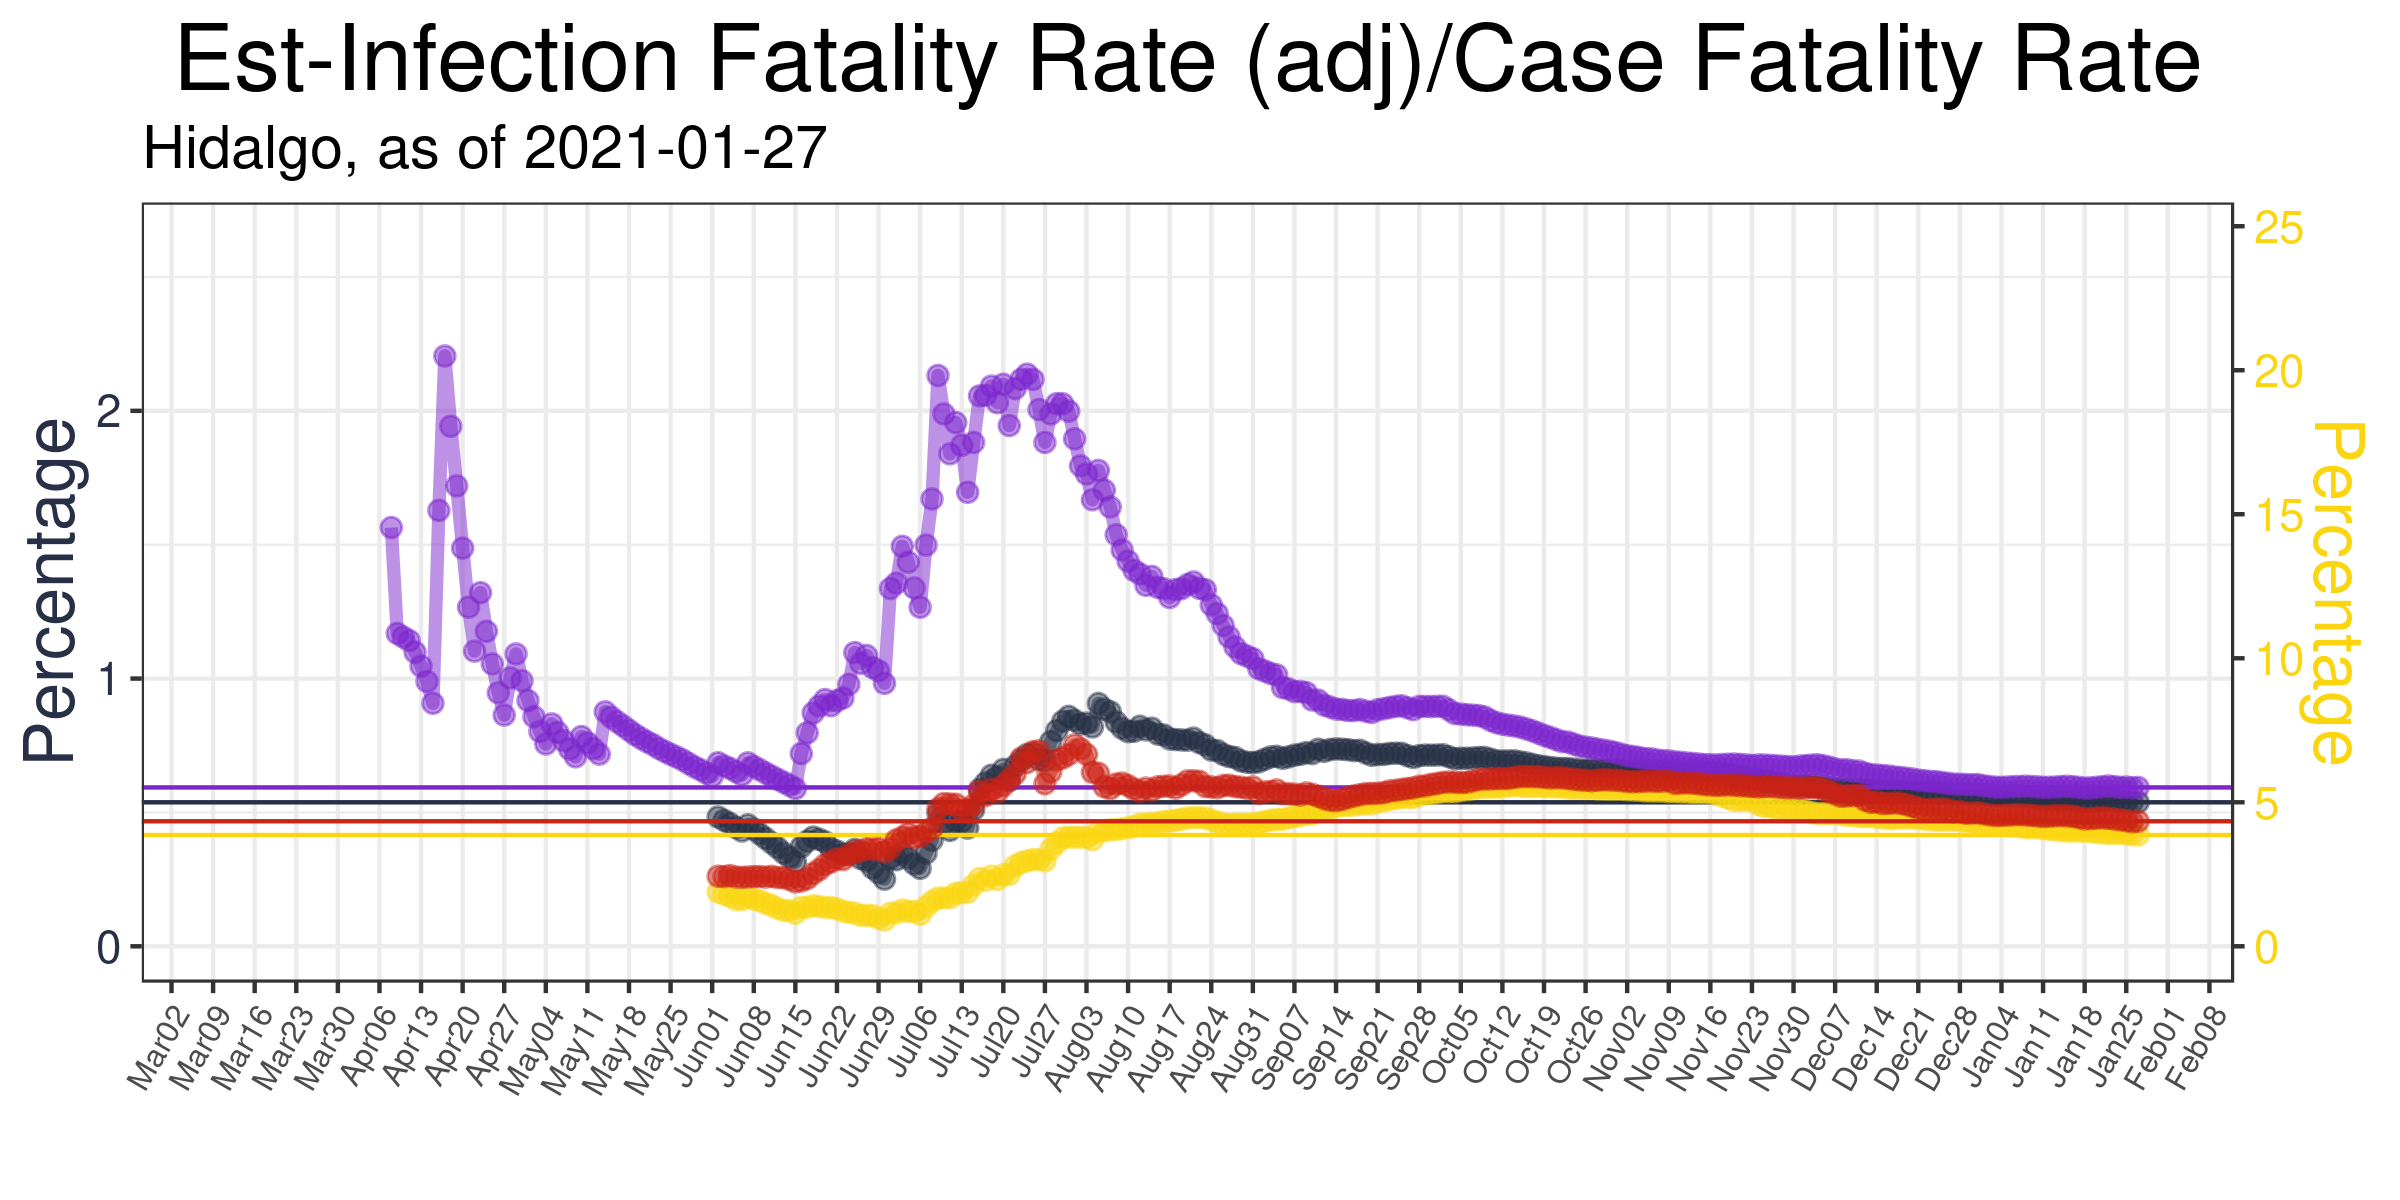 Est-Infection Fatality Rate (adj)/Case Fatality Rate
Hidalgo, as of 2021-01-27
Percentage
2
1
0
25
20
15
10
5
0
Percentage
Mar02
Mar09
Mar16
Mar23
Mar30
Apr06
Apr13
Apr20
Apr27
May04
May11
May18
May25
Jun01
Jun08
Jun15
Jun22
Jun29
Jul06
Jul13
Jul20
Jul27
Aug03
Aug10
Aug17
Aug24
Aug31
Sep07
Sep14
Sep21
Sep28
Oct05
Oct12
Oct19
Oct26
Nov02
Nov09
Nov16
Nov23
Nov30
Dec07
Dec14
Dec21
Dec28
Jan04
Jan11
Jan18
Jan25
Feb01
Feb08